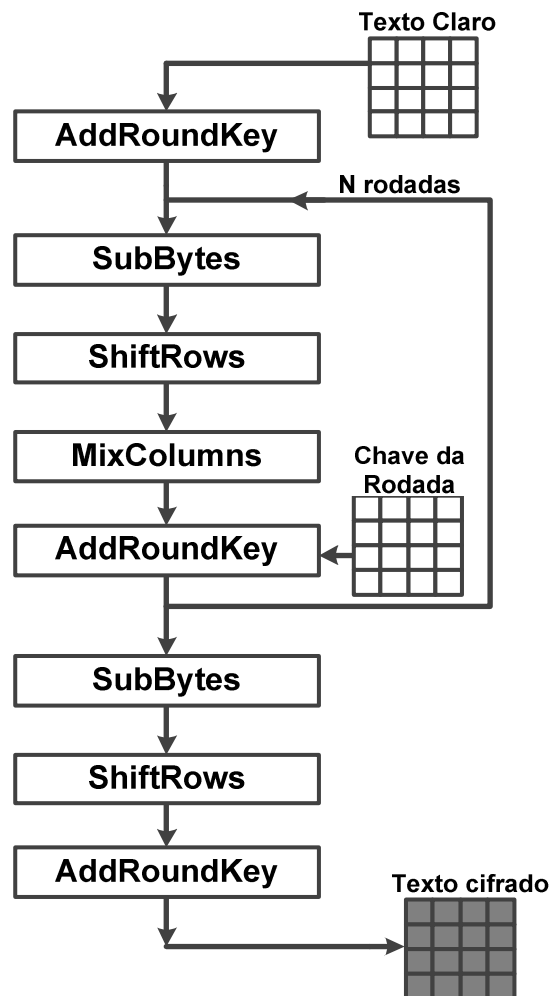 Texto Claro
AddRoundKey
N rodadas
SubBytes
ShiftRows
MixColumns
Chave da
Rodada
AddRoundKey
SubBytes
ShiftRows
AddRoundKey
Texto cifrado